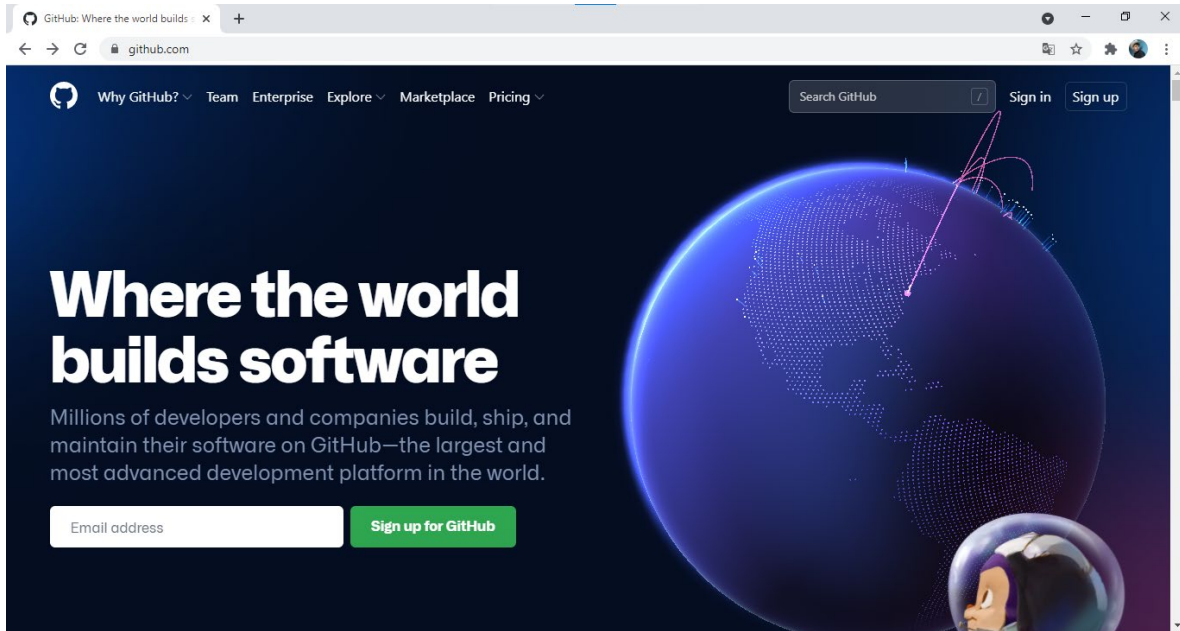 GitHub: Where the world builds s
github.com
Why GitHub? Team Enterprise Explore Marketplace Pricing Search GitHub / Sign in Sign up
Where the world
builds software
Millions of developers and companies build, ship, and
maintain their software on GitHub—the largest and
most advanced development platform in the world.
Email address Sign up for GitHub